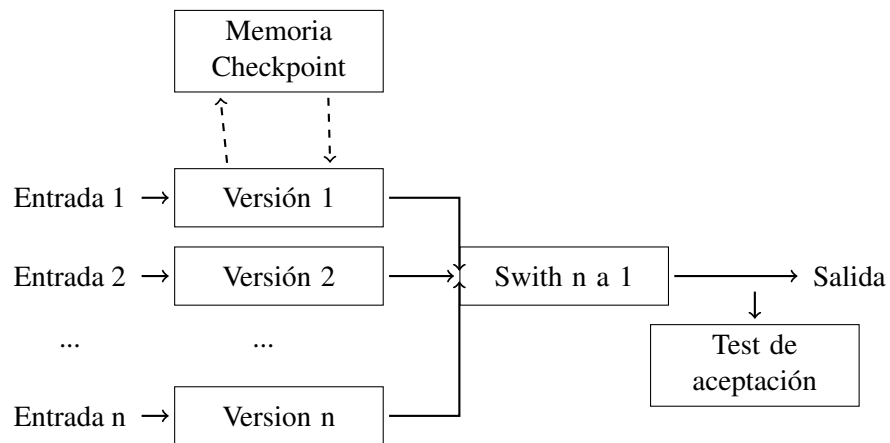 Memoria
Checkpoint
Entrada 1
Versión 1
Entrada 2
Versión 2
Swith n a 1
Salida
...
...
Test de
aceptación
Entrada n
Version n